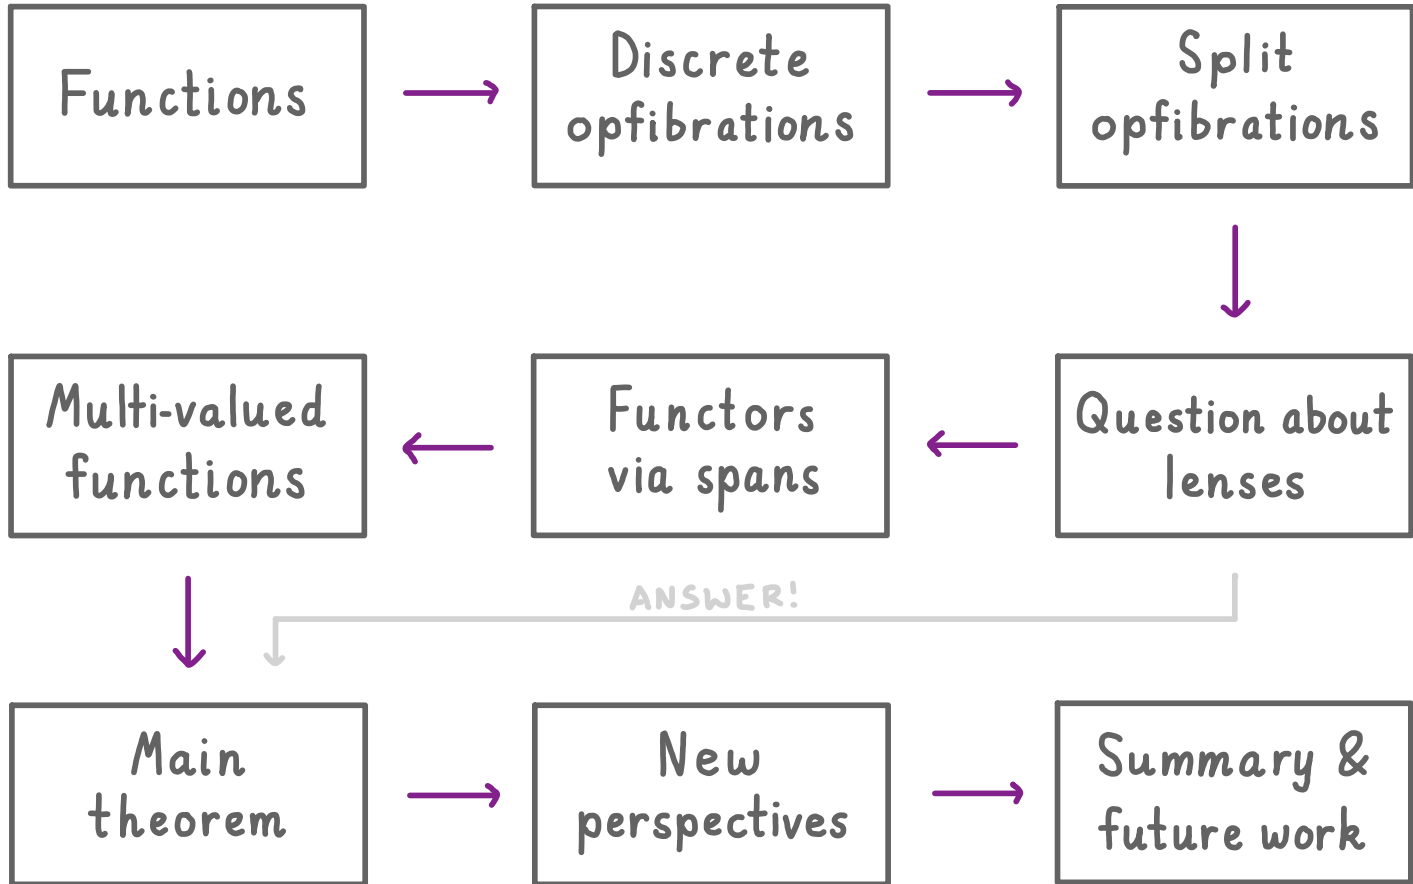 Functions
Discrete
opfibrations
Split
opfibrations
Multi-valued
functions
Functors
via spans
Question about
lenses
ANSWER!
Main
theorem
New
perspectives
Summary &
future work